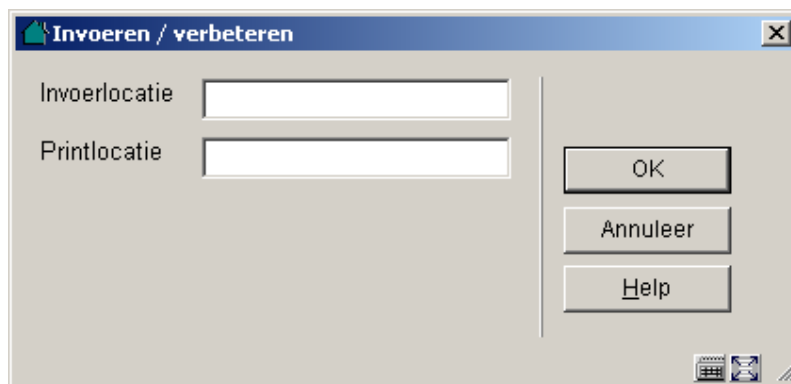 Invoeren / verbeteren
Invoerlocatie
Printlocatie
OK
Annuleer
Help